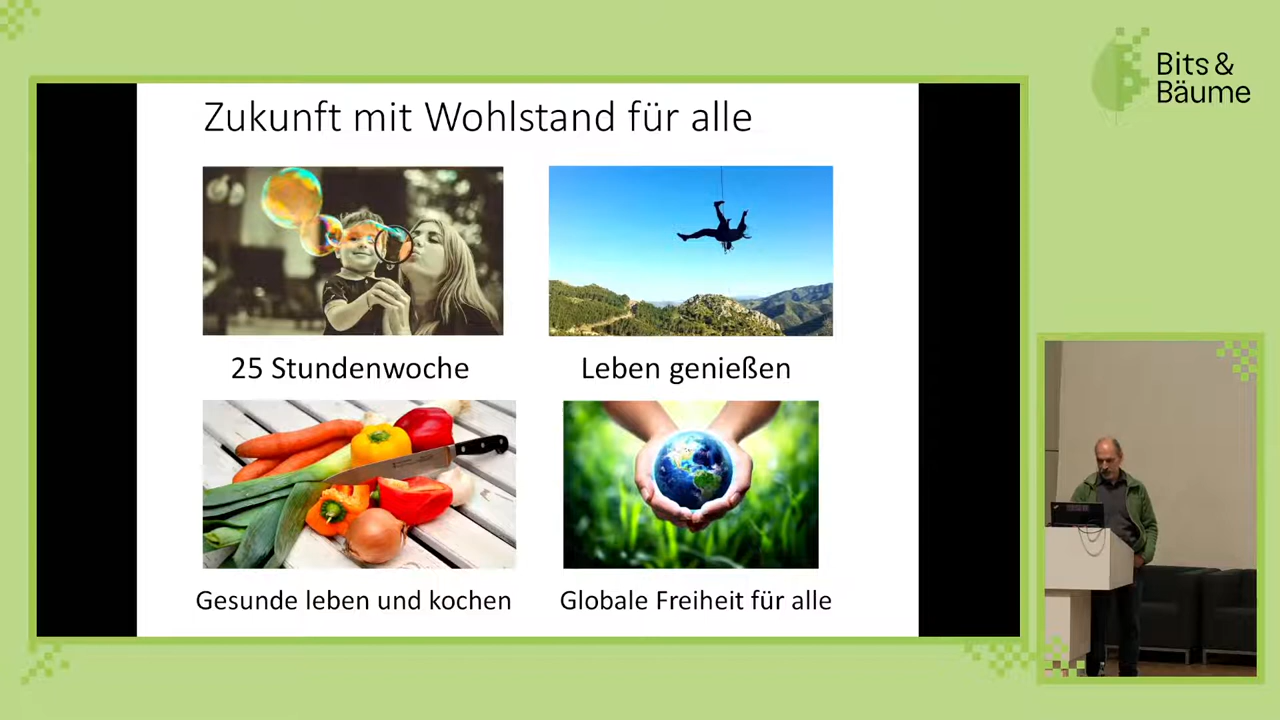 Zukunft mit Wohlstand für alle
25 Stundenwoche
Leben genießen
Gesunde leben und kochen
Globale Freiheit für alle
Bits &
Bäume